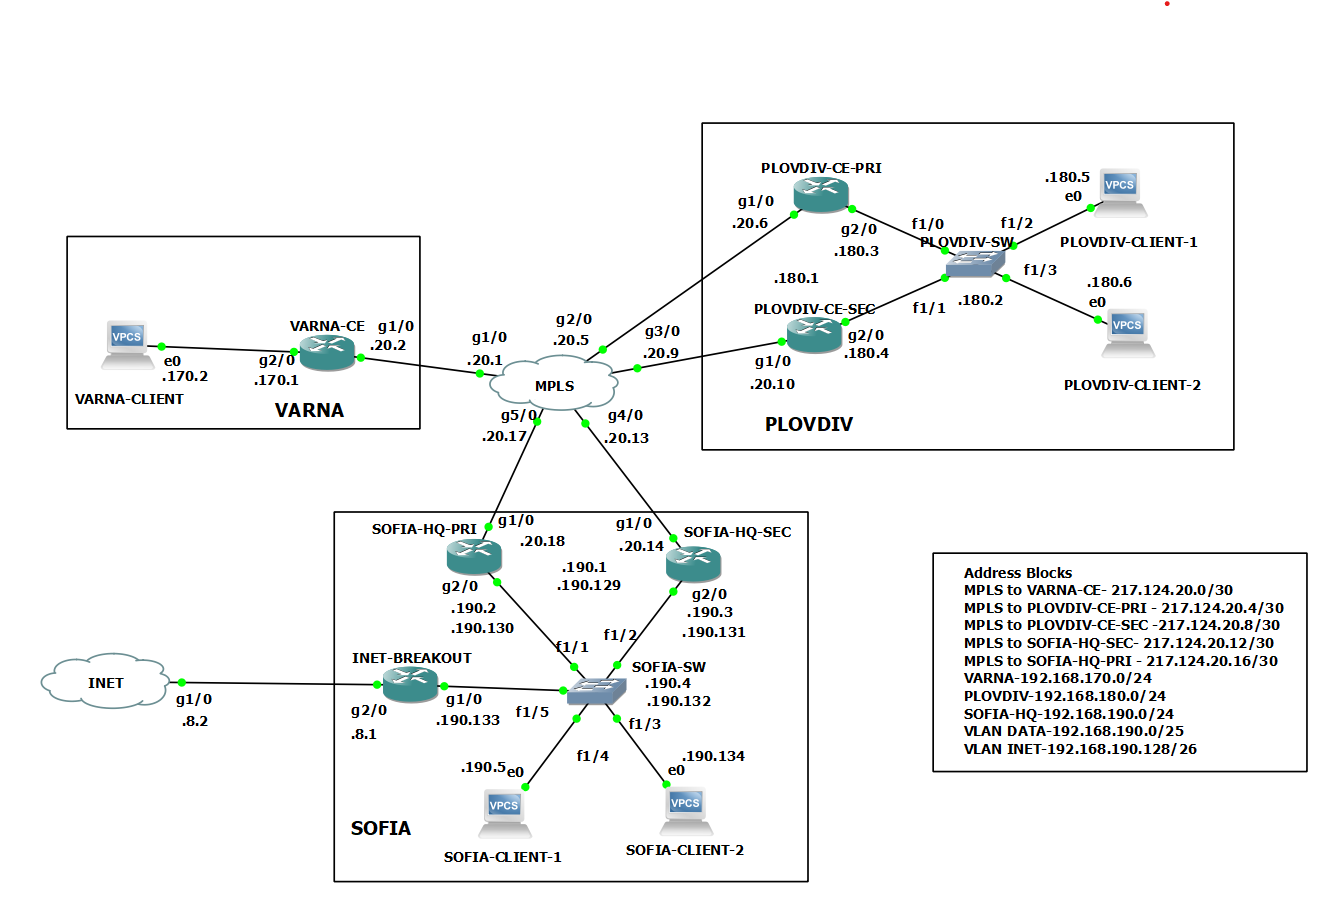 PLOVDIV-CE-PRI
g1/0
.20.6
g2/0
.180.3
f1/0
PLOVDIV-SW
f1/2
.180.5
e0
VPCS
PLOVDIV-CLIENT-1
.180.1
PLOVDIV-CE-SEC
f1/1
.180.2
f1/3
.180.6
e0
VPCS
PLOVDIV-CLIENT-2
g2/0
.180.4
g1/0
.20.10
PLOVDIV
VPCS
e0
.170.2
VARNA-CLIENT
VARNA-CE
g2/0
.170.1
g1/0
.20.2
VARNA
g1/0
.20.1
g2/0
.20.5
g3/0
.20.9
MPLS
g5/0
.20.17
g4/0
.20.13
SOFIA-HQ-PRI
g1/0
.20.18
g1/0
.20.14
SOFIA-HQ-SEC
.190.1
.190.129
g2/0
.190.2
.190.130
g2/0
.190.3
.190.131
f1/1
f1/2
INET-BREAKOUT
SOFIA-SW
.190.4
.190.132
INET
g1/0
.8.2
g2/0
.8.1
g1/0
.190.133
f1/5
f1/3
f1/4
.190.5
e0
.190.134
e0
VPCS
VPCS
SOFIA
SOFIA-CLIENT-1
SOFIA-CLIENT-2
Address Blocks
MPLS to VARNA-CE- 217.124.20.0/30
MPLS to PLOVDIV-CE-PRI - 217.124.20.4/30
MPLS to PLOVDIV-CE-SEC -217.124.20.8/30
MPLS to SOFIA-HQ-SEC- 217.124.20.12/30
MPLS to SOFIA-HQ-PRI - 217.124.20.16/30
VARNA-192.168.170.0/24
PLOVDIV-192.168.180.0/24
SOFIA-HQ-192.168.190.0/24
VLAN DATA-192.168.190.0/25
VLAN INET-192.168.190.128/26